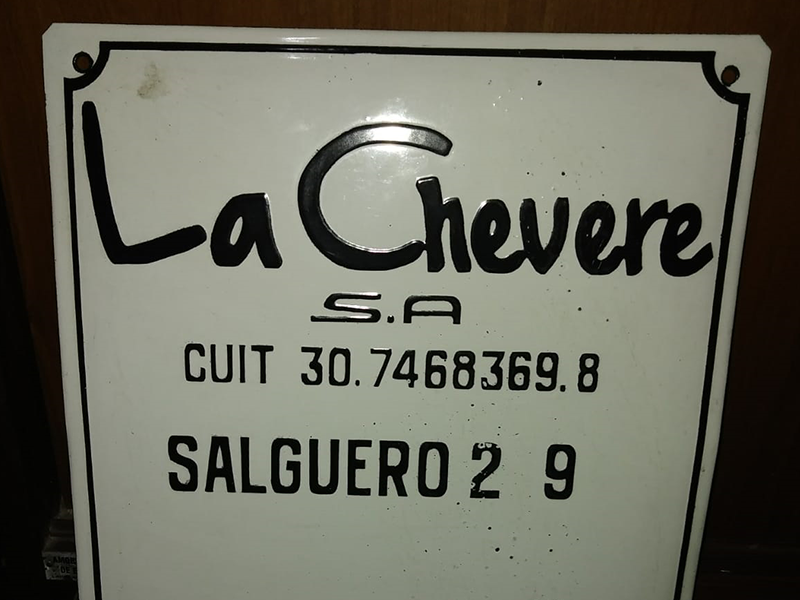 La Chevere
S.A
CUIT 30.7468369.8
SALGUERO 2 9